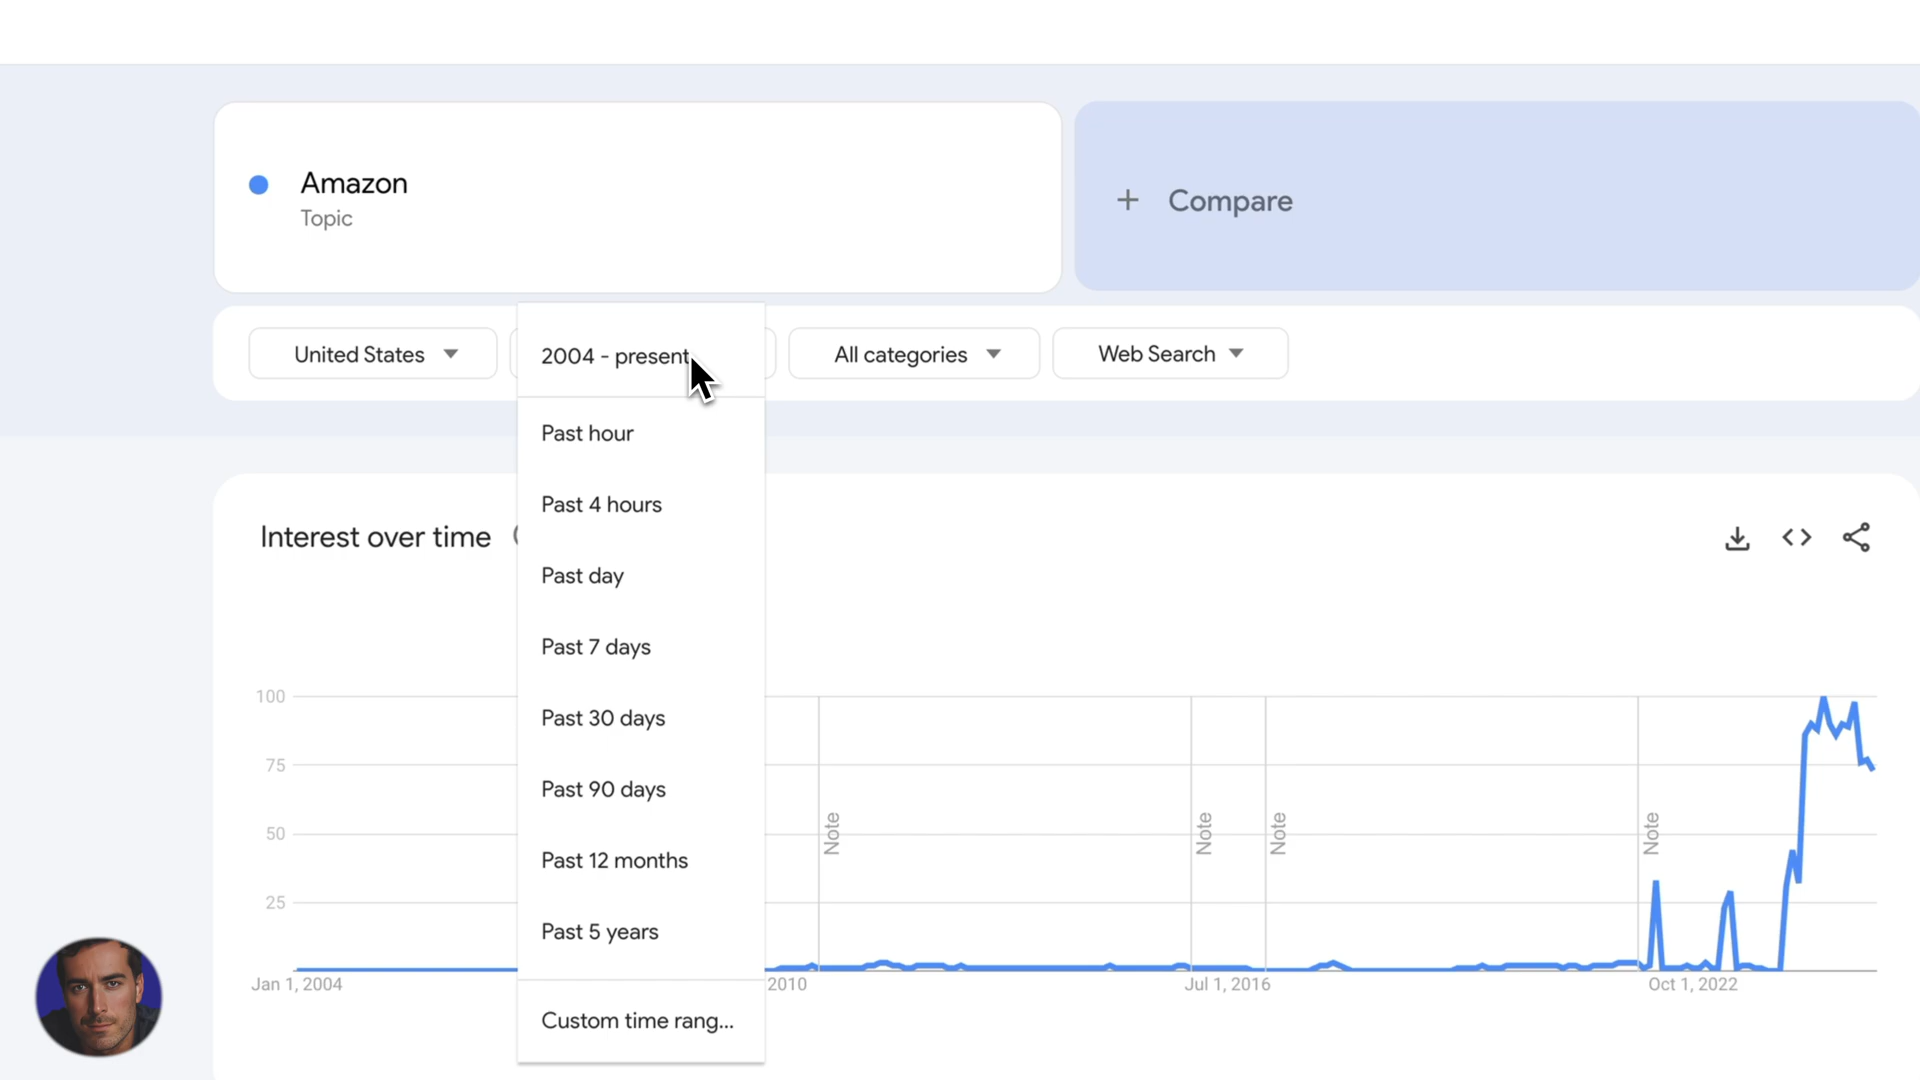 Amazon
Topic
+ Compare
United States
2004 - present
All categories
Web Search
Past hour
Past 4 hours
Past day
Past 7 days
Past 30 days
Past 90 days
Past 12 months
Past 5 years
Custom time rang...
Interest over time
100
75
50
25
Note
Note
Note
Note
Jan 1, 2004
2010
Jul 1, 2016
Oct 1, 2022